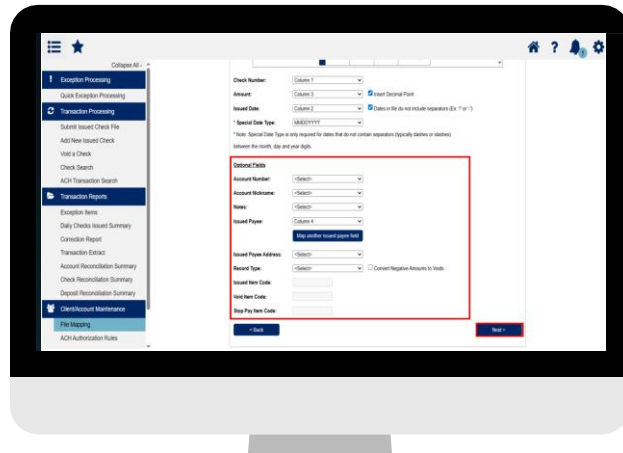 Collapse All
Exception Processing
Quick Exception Processing
Transaction Processing
Submit Issued Check File
Add New Issued Check
Void a Check
Check Search
ACH Transaction Search
Transaction Reports
Exception Items
Daily Checks Issued Summary
Correction Report
Transaction Extract
Account Reconciliation Summary
Check Reconciliation Summary
Deposit Reconciliation Summary
Client/Account Maintenance
File Mapping
ACH Authorization Rules
?
Check Number: Column 1
Amount: Column 3 Insert Decimal Point
Issued Date: Column 2 Dates in file do not include separators (Ex: '/' or '-')
* Special Date Type: MMDDYYYY
* Note: Special Date Type is only required for dates that do not contain separators (typically dashes or slashes)
between the month, day and year digits.
Optional Fields
Account Number: <Select>
Account Nickname: <Select>
Notes: <Select>
Issued Payee: Column 4
Map another issued payee field
Issued Payee Address: <Select>
Record Type: <Select> Convert Negative Amounts to Voids
Issued Item Code:
Void Item Code:
Stop Pay Item Code:
< Back
Next >